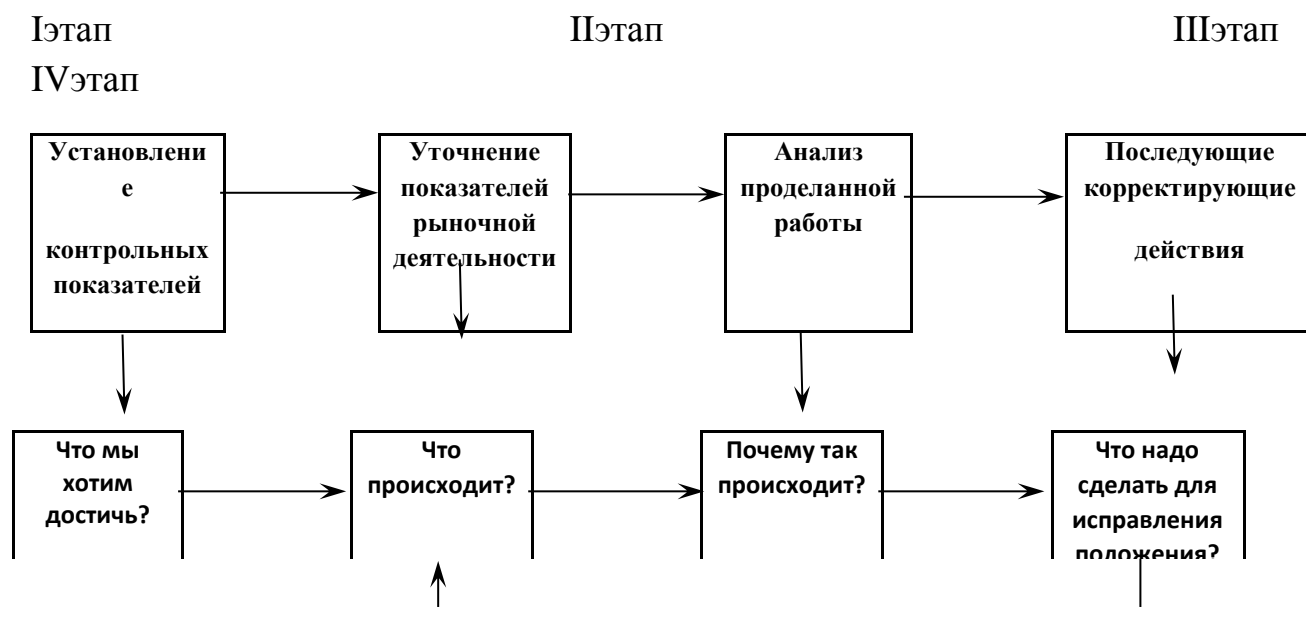 Iэтап IIэтап IIIэтап
IVэтап
Установлени
е
контрольных
показателей
Уточнение
показателей
рыночной
деятельности
Анализ
проделанной
работы
Последующие
корректирующие
действия
Что мы
хотим
достичь?
Что
происходит?
Почему так
происходит?
Что надо
сделать для
исправления
положения?